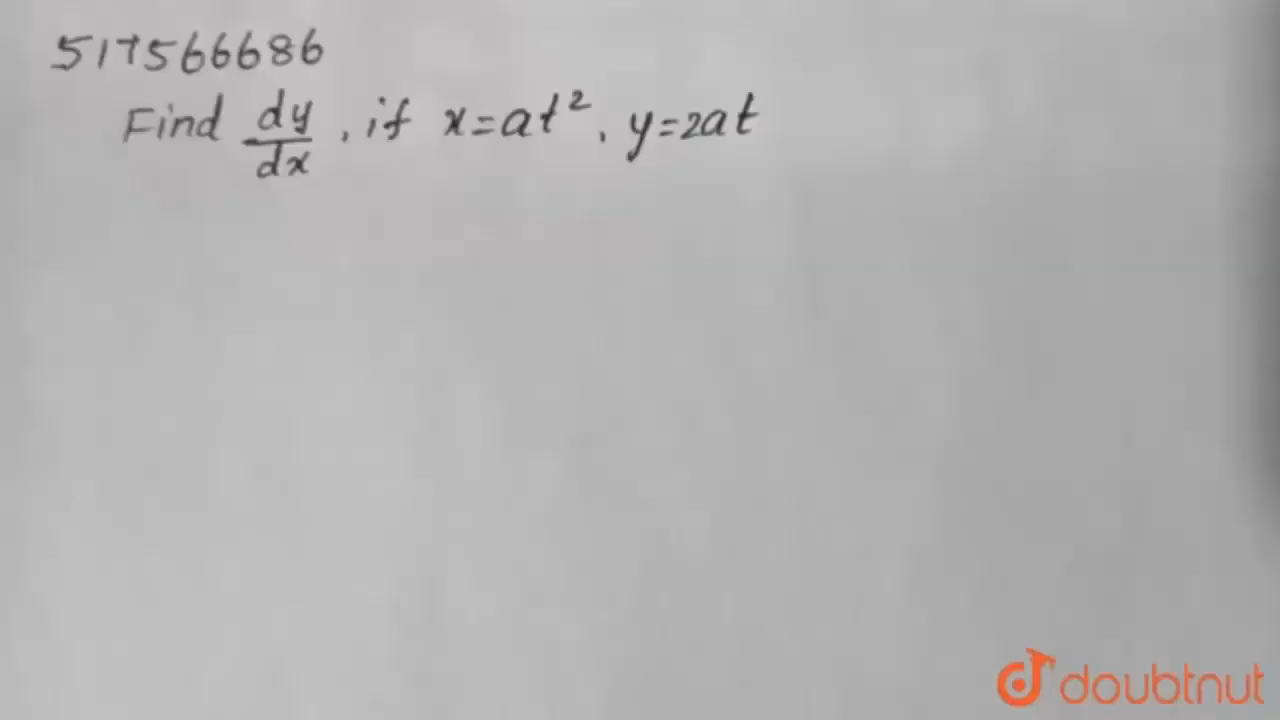 517566686
Find dy/dx, if x=at², y=2at
doubtnut